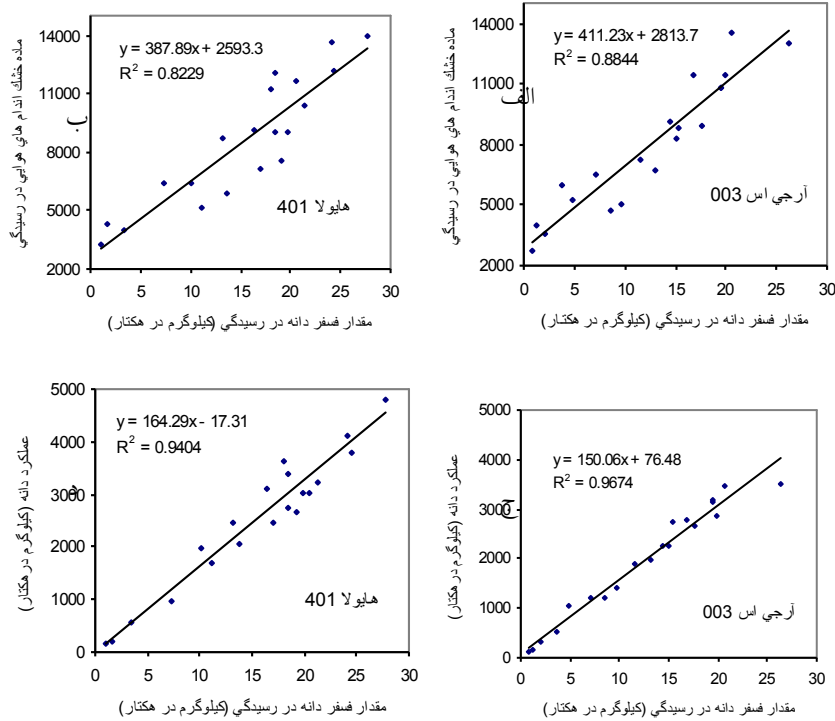 ماده خشك اندام هاي هوايي در رسيدگي
ب
14000
11000
8000
5000
2000
y = 387.89x + 2593.3
R² = 0.8229
هايولا 401
0 5 10 15 20 25 30
مقدار فسفر دانه در رسيدگي (كيلوگرم در هكتار)
ماده خشك اندام هاي هوايي در رسيدگي
الف
14000
11000
8000
5000
2000
y = 411.23x + 2813.7
R² = 0.8844
آرجي اس 003
0 5 10 15 20 25 30
مقدار فسفر دانه در رسيدگي (كيلوگرم در هكتار)
عملكرد دانه (كيلوگرم در هكتار)
5000
4000
3000
2000
1000
0
y = 164.29x - 17.31
R² = 0.9404
هايولا 401
0 5 10 15 20 25 30
مقدار فسفر دانه در رسيدگي (كيلوگرم در هكتار)
عملكرد دانه (كيلوگرم در هكتار)
5000
4000
3000
2000
1000
0
y = 150.06x + 76.48
R² = 0.9674
آرجي اس 003
0 5 10 15 20 25 30
مقدار فسفر دانه در رسيدگي (كيلوگرم در هكتار)